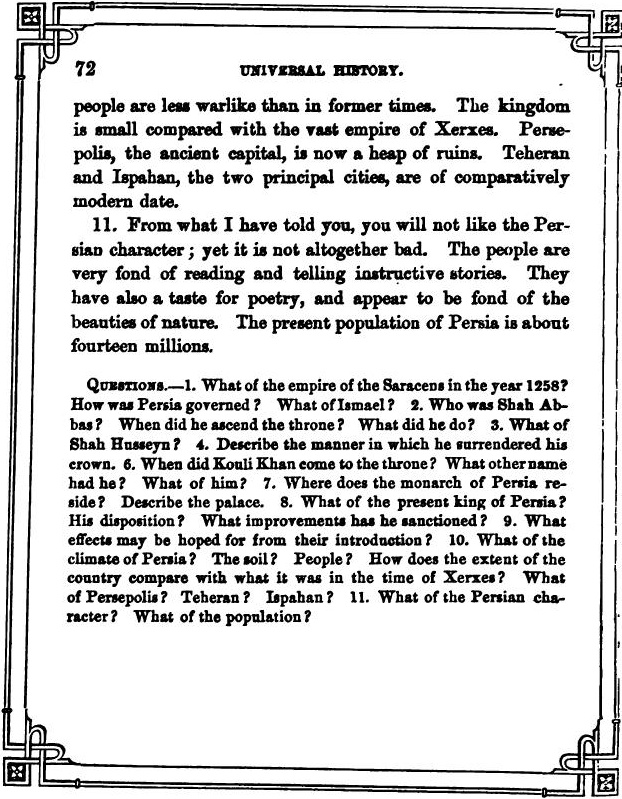 72 UNIVERSAL HISTORY.
people are less warlike than in former times. The kingdom
is small compared with the vast empire of Xerxes. Perse-
polis, the ancient capital, is now a heap of ruins. Teheran
and Ispahan, the two principal cities, are of comparatively
modern date.
11. From what I have told you, you will not like the Per-
sian character; yet it is not altogether bad. The people are
very fond of reading and telling instructive stories. They
have also a taste for poetry, and appear to be fond of the
beauties of nature. The present population of Persia is about
fourteen millions.
QUESTIONS.—1. What of the empire of the Saracens in the year 1258?
How was Persia governed? What of Ismael? 2. Who was Shah Ab-
bas? When did he ascend the throne? What did he do? 3. What of
Shah Husseyn? 4. Describe the manner in which he surrendered his
crown. 6. When did Kouli Khan come to the throne? What other name
had he? What of him? 7. Where does the monarch of Persia re-
side? Describe the palace. 8. What of the present king of Persia?
His disposition? What improvements has he sanctioned? 9. What
effects may be hoped for from their introduction? 10. What of the
climate of Persia? The soil? People? How does the extent of the
country compare with what it was in the time of Xerxes? What
of Persepolis? Teheran? Ispahan? 11. What of the Persian cha-
racter? What of the population?